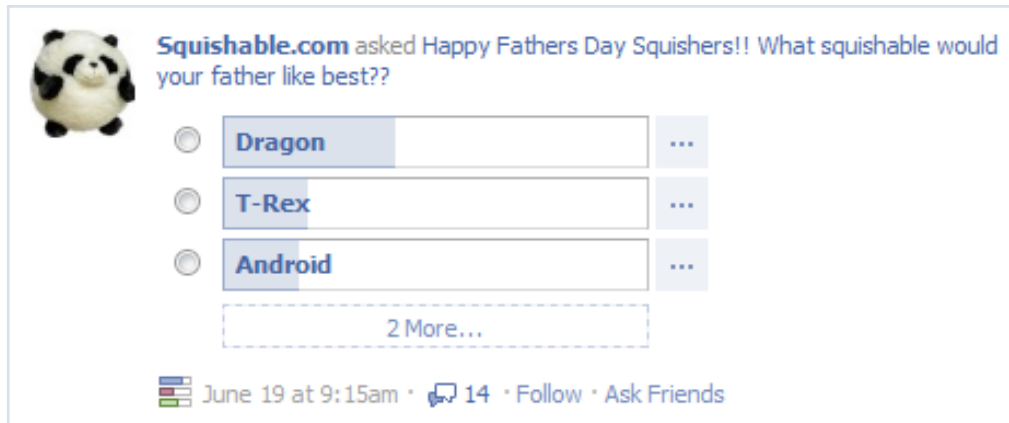 Squishable.com asked Happy Fathers Day Squishers!! What squishable would
your father like best??
Dragon ...
T-Rex ...
Android ...
2 More...
June 19 at 9:15am · 14 · Follow · Ask Friends